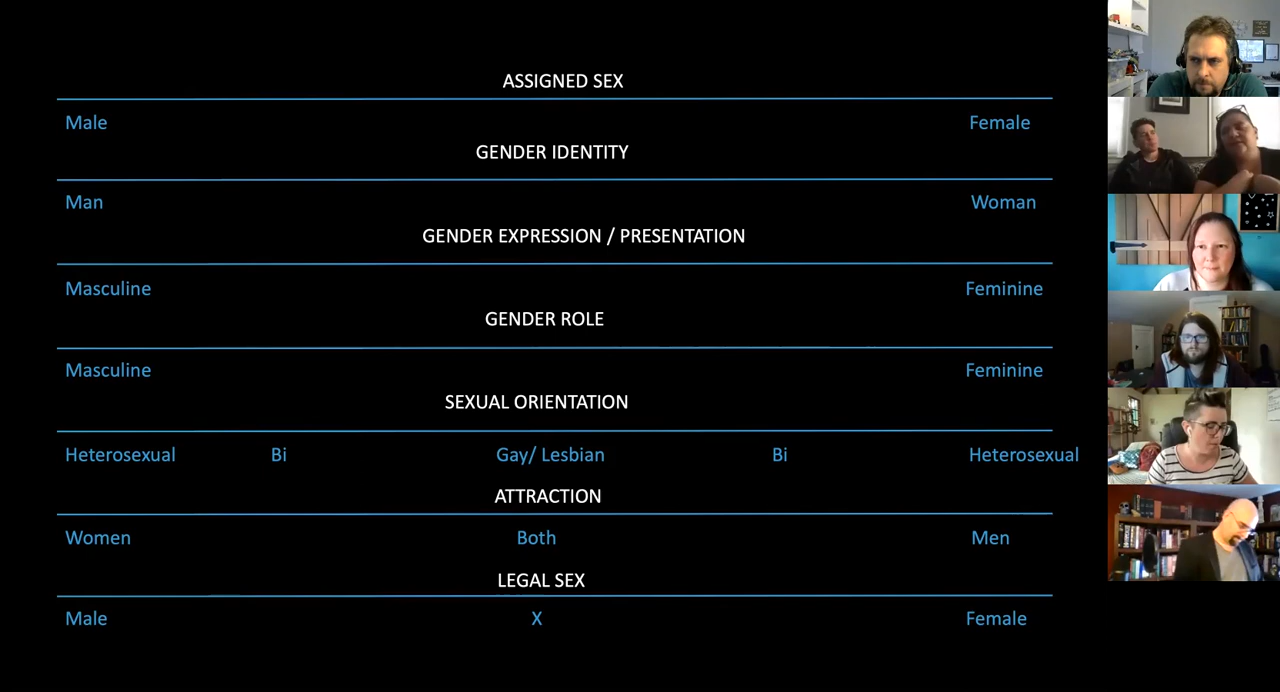 ASSIGNED SEX
Male Female
GENDER IDENTITY
Man Woman
GENDER EXPRESSION / PRESENTATION
Masculine Feminine
GENDER ROLE
Masculine Feminine
SEXUAL ORIENTATION
Heterosexual Bi Gay/ Lesbian Bi Heterosexual
ATTRACTION
Women Both Men
LEGAL SEX
Male X Female